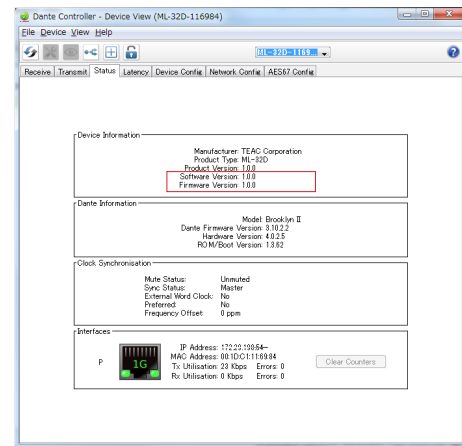 Dante Controller - Device View (ML-32D-116984)
File Device View Help
Receive Transmit Status Latency Device Config Network Config AES67 Config
Device Information
Manufacturer: TEAC Corporation
Product Type: ML-32D
Product Version: 1.0.0
Software Version: 1.0.0
Firmware Version: 1.0.0
Dante Information
Model: Brooklyn II
Dante Firmware Version: 3.10.2.2
Hardware Version: 4.0.2.5
ROM/Boot Version: 1.3.62
Clock Synchronisation
Mute Status: Unmuted
Sync Status: Master
External Word Clock: No
Preferred: No
Frequency Offset: 0 ppm
Interfaces
P
1G
IP Address:
MAC Address: 00:1D:C1:11:69:84
Tx Utilisation: 23 Kbps Errors: 0
Rx Utilisation: 0 Kbps Errors: 0
Clear Counters